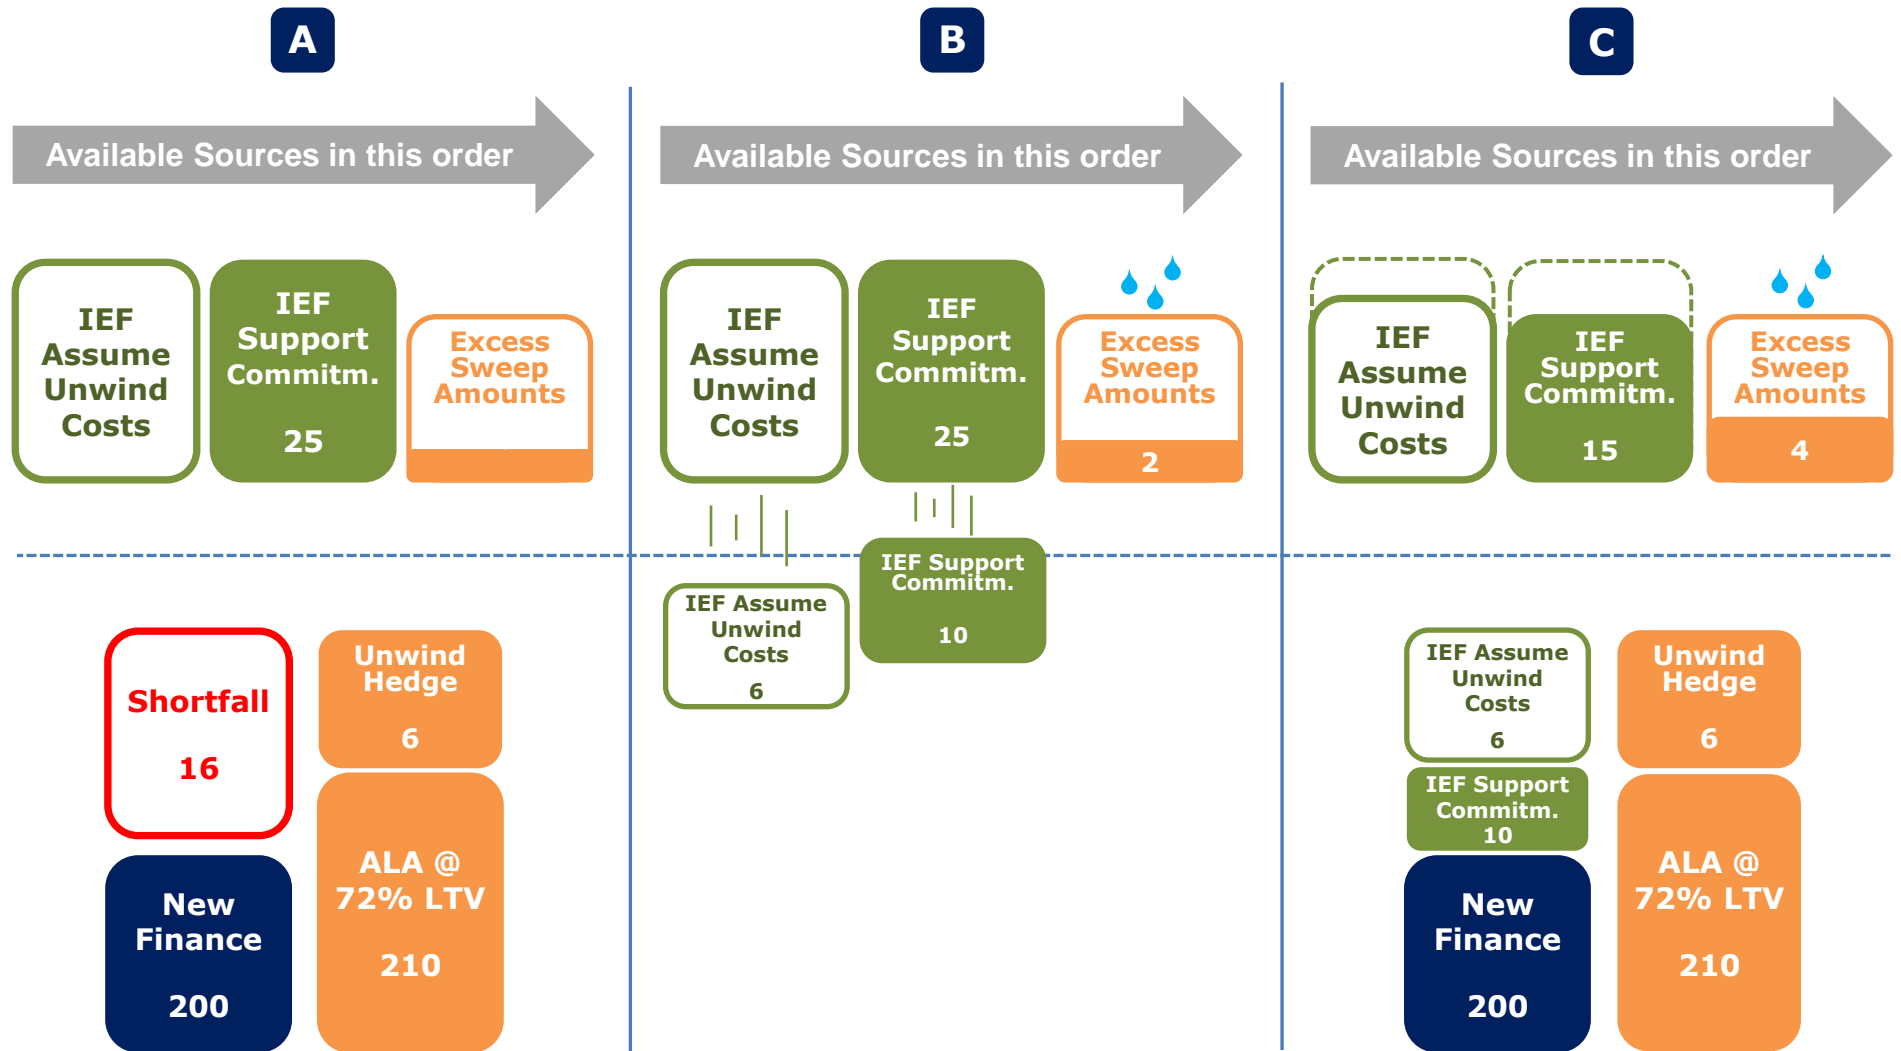 A
B
C
Available Sources in this order
Available Sources in this order
Available Sources in this order
IEF
Assume
Unwind
Costs
IEF
Support
Commitm.
25
Excess
Sweep
Amounts
IEF
Assume
Unwind
Costs
IEF
Support
Commitm.
25
Excess
Sweep
Amounts
2
IEF
Assume
Unwind
Costs
IEF
Support
Commitm.
15
Excess
Sweep
Amounts
4
Shortfall
16
New
Finance
200
Unwind
Hedge
6
ALA @
72% LTV
210
IEF Assume
Unwind
Costs
6
IEF Support
Commitm.
10
IEF Assume
Unwind
Costs
6
IEF Support
Commitm.
10
New
Finance
200
Unwind
Hedge
6
ALA @
72% LTV
210